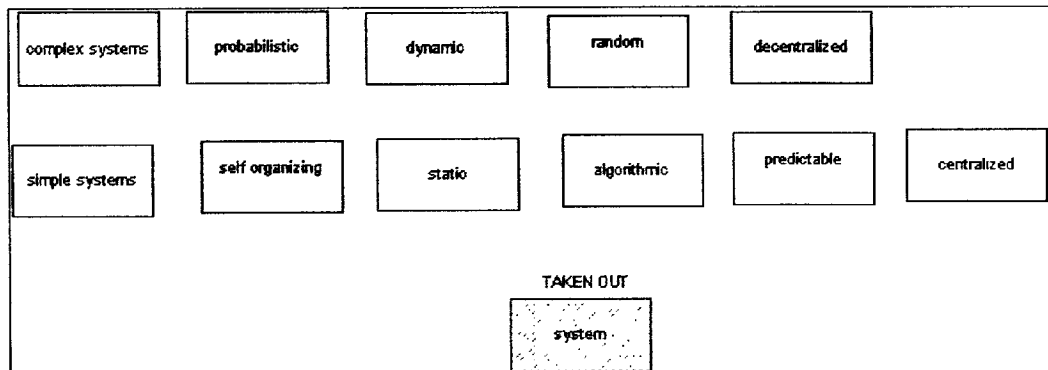 complex systems
probabilistic
dynamic
random
decentralized
simple systems
self organizing
static
algorithmic
predictable
centralized
TAKEN OUT
system